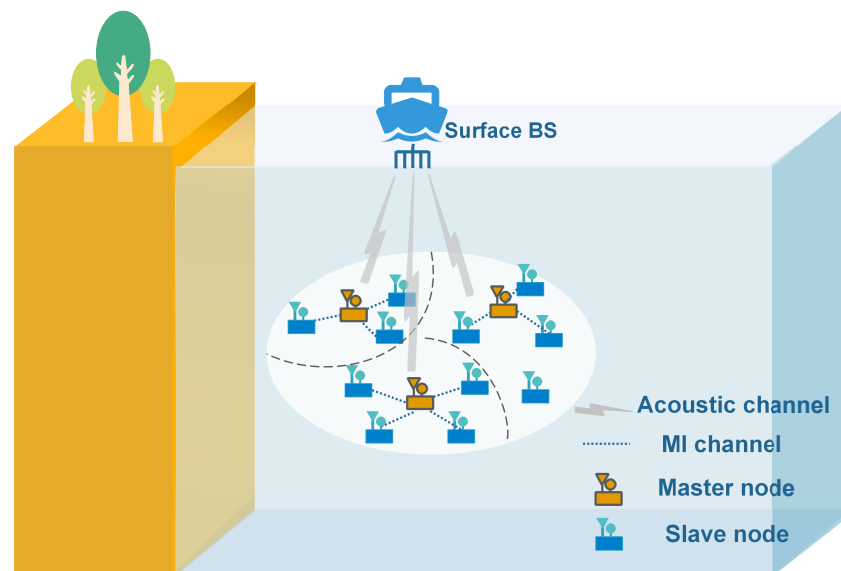 Surface BS
Acoustic channel
MI channel
Master node
Slave node